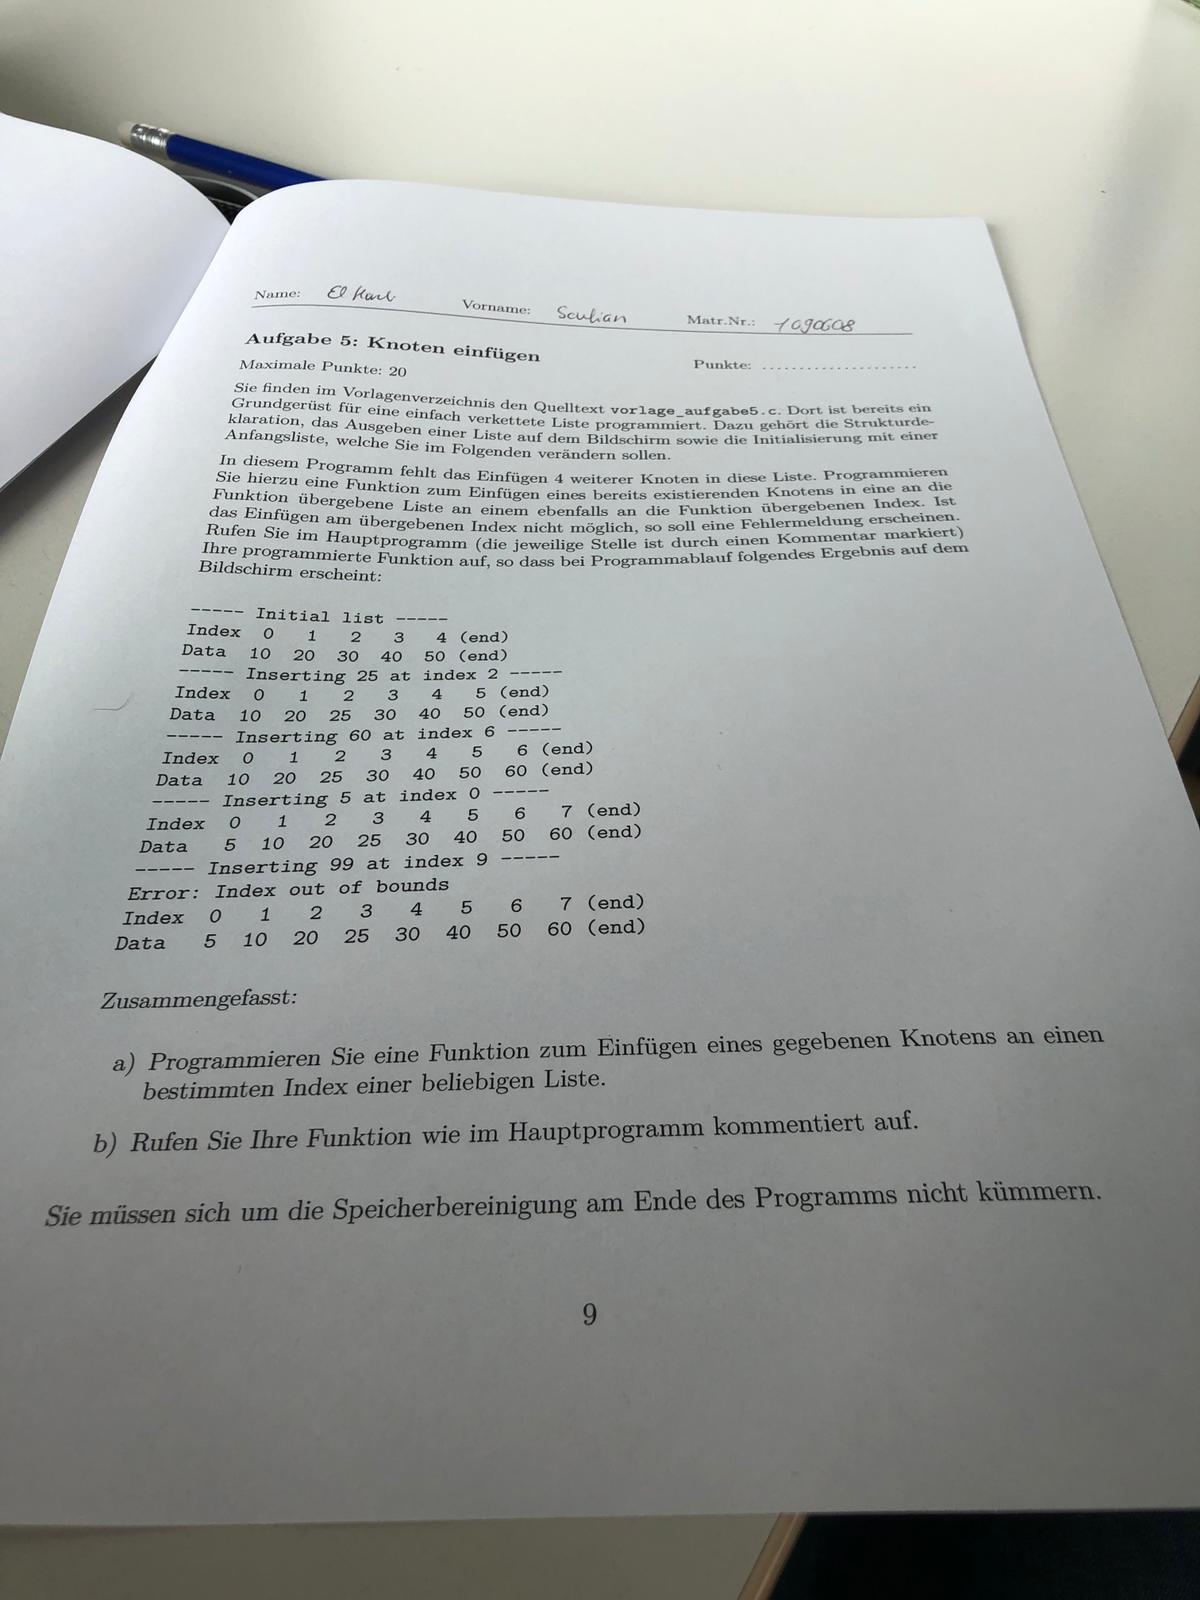 Name: El Vorname: Matr.Nr.: 1090608
Aufgabe 5: Knoten einfügen
Maximale Punkte: 20 Punkte: .....................
Sie finden im Vorlagenverzeichnis den Quelltext vorlage_aufgabe5.c. Dort ist bereits ein
Grundgerüst für eine einfach verkettete Liste programmiert. Dazu gehört die Strukturde-
klaration, das Ausgeben einer Liste auf dem Bildschirm sowie die Initialisierung mit einer
Anfangsliste, welche Sie im Folgenden verändern sollen.
In diesem Programm fehlt das Einfügen 4 weiterer Knoten in diese Liste. Programmieren
Sie hierzu eine Funktion zum Einfügen eines bereits existierenden Knotens in eine an die
Funktion übergebene Liste an einem ebenfalls an die Funktion übergebenen Index. Ist
das Einfügen am übergebenen Index nicht möglich, so soll eine Fehlermeldung erscheinen.
Rufen Sie im Hauptprogramm (die jeweilige Stelle ist durch einen Kommentar markiert)
Ihre programmierte Funktion auf, so dass bei Programmablauf folgendes Ergebnis auf dem
Bildschirm erscheint:
----- Initial list -----
Index 0 1 2 3 4 (end)
Data 10 20 30 40 50 (end)
----- Inserting 25 at index 2 -----
Index 0 1 2 3 4 5 (end)
Data 10 20 25 30 40 50 (end)
----- Inserting 60 at index 6 -----
Index 0 1 2 3 4 5 6 (end)
Data 10 20 25 30 40 50 60 (end)
----- Inserting 5 at index 0 -----
Index 0 1 2 3 4 5 6 7 (end)
Data 5 10 20 25 30 40 50 60 (end)
----- Inserting 99 at index 9 -----
Error: Index out of bounds
Index 0 1 2 3 4 5 6 7 (end)
Data 5 10 20 25 30 40 50 60 (end)
Zusammengefasst:
a) Programmieren Sie eine Funktion zum Einfügen eines gegebenen Knotens an einen
bestimmten Index einer beliebigen Liste.
b) Rufen Sie Ihre Funktion wie im Hauptprogramm kommentiert auf.
Sie müssen sich um die Speicherbereinigung am Ende des Programms nicht kümmern.
9